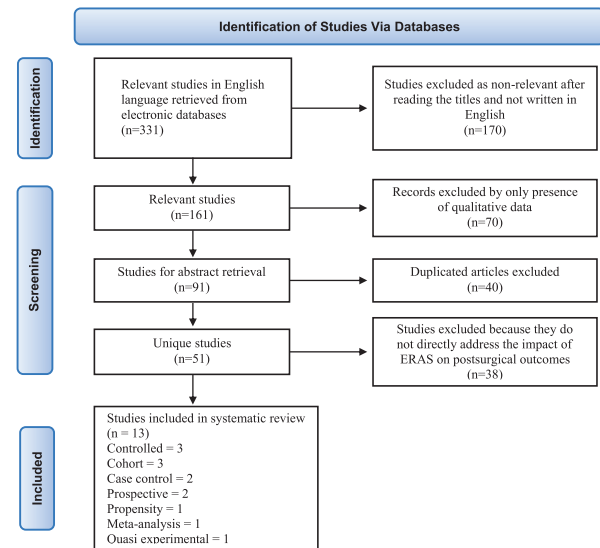 Identification of Studies Via Databases
Identification
Relevant studies in English
language retrieved from
electronic databases
(n=331)
Studies excluded as non-relevant after
reading the titles and not written in
English
(n=170)
Screening
Relevant studies
(n=161)
Records excluded by only presence
of qualitative data
(n=70)
Studies for abstract retrieval
(n=91)
Duplicated articles excluded
(n=40)
Unique studies
(n=51)
Studies excluded because they do
not directly address the impact of
ERAS on postsurgical outcomes
(n=38)
Included
Studies included in systematic review
(n = 13)
Controlled = 3
Cohort = 3
Case control = 2
Prospective = 2
Propensity = 1
Meta-analysis = 1
Quasi experimental = 1